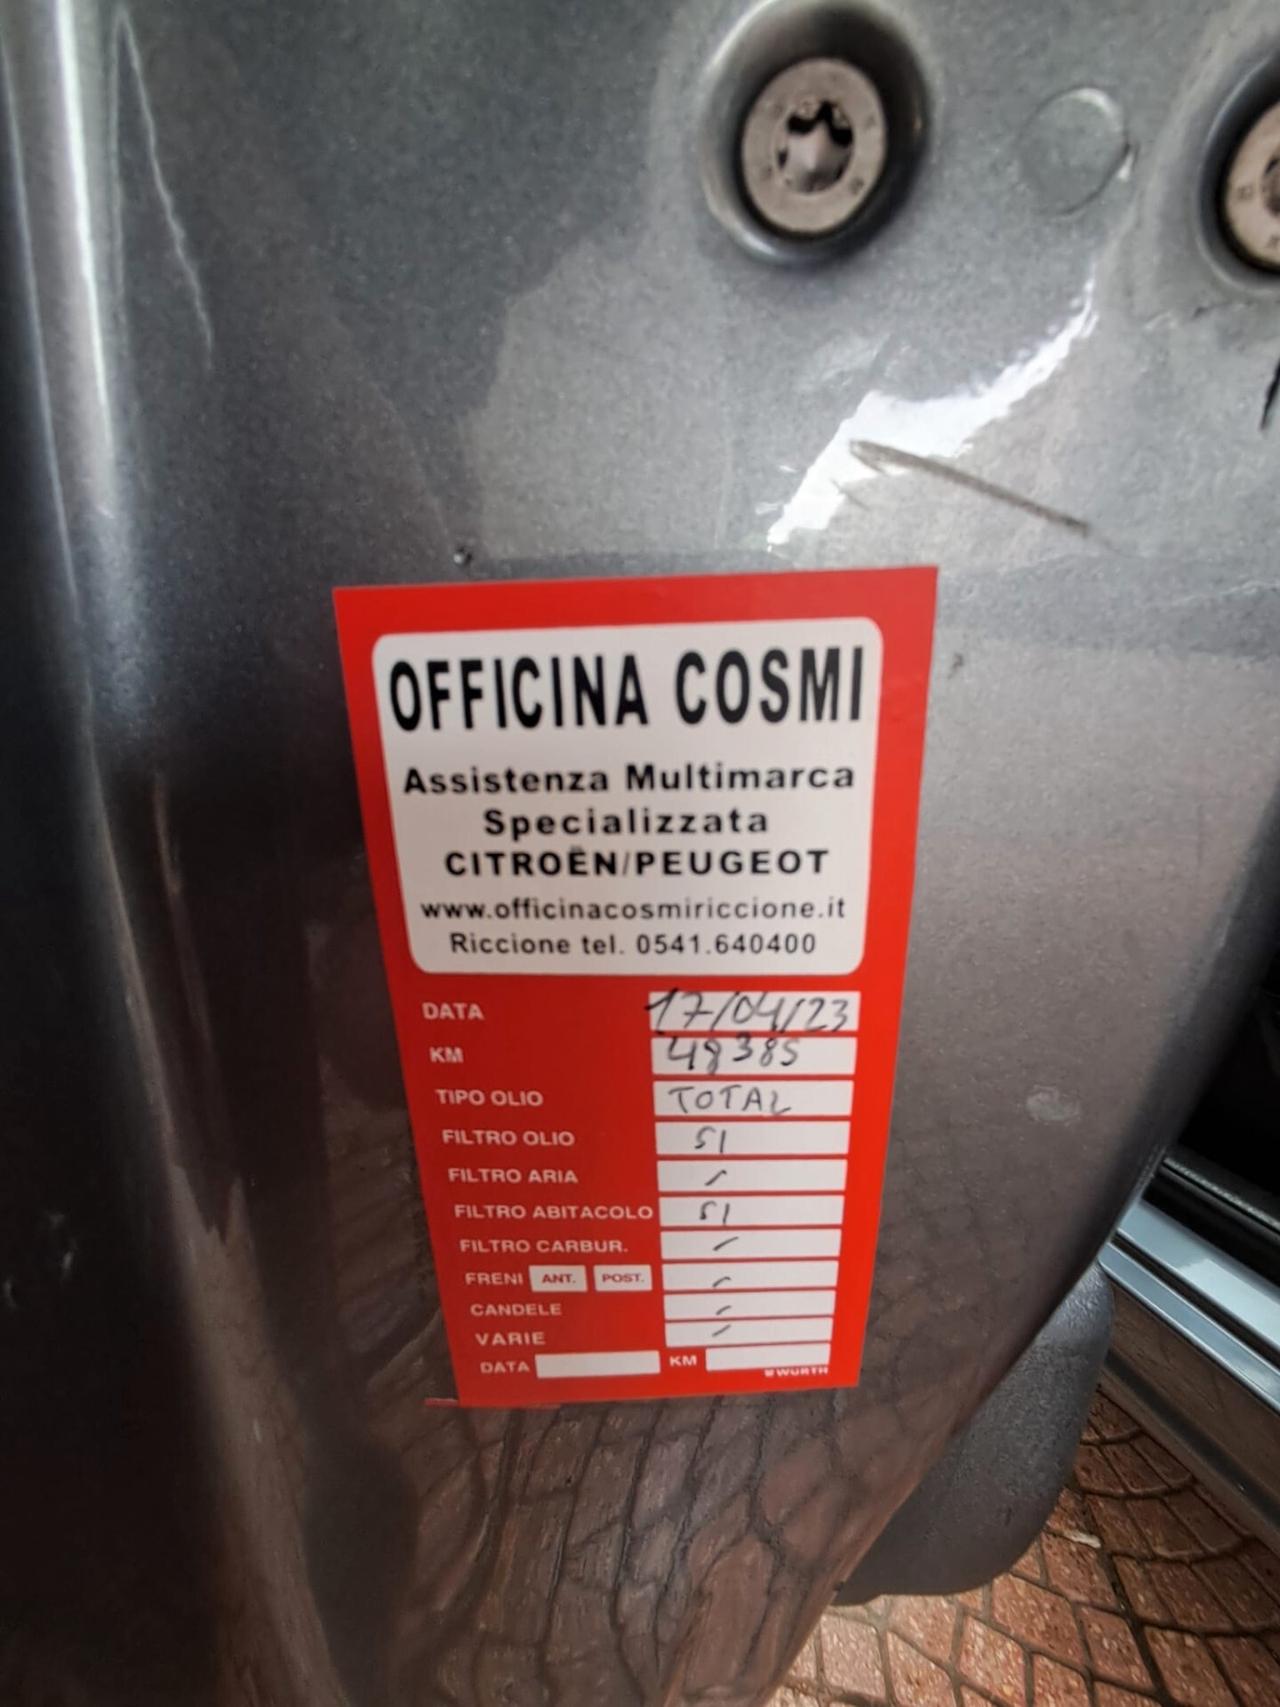 OFFICINA COSMI
Assistenza Multimarca
Specializzata
CITROËN/PEUGEOT
www.officinacosmiriccione.it
Riccione tel. 0541.640400
DATA 17/04/23
KM 48385
TIPO OLIO TOTAL
FILTRO OLIO SI
FILTRO ARIA /
FILTRO ABITACOLO SI
FILTRO CARBUR. /
FRENI ANT. POST. /
CANDELE /
VARIE /
DATA KM
WÜRTH